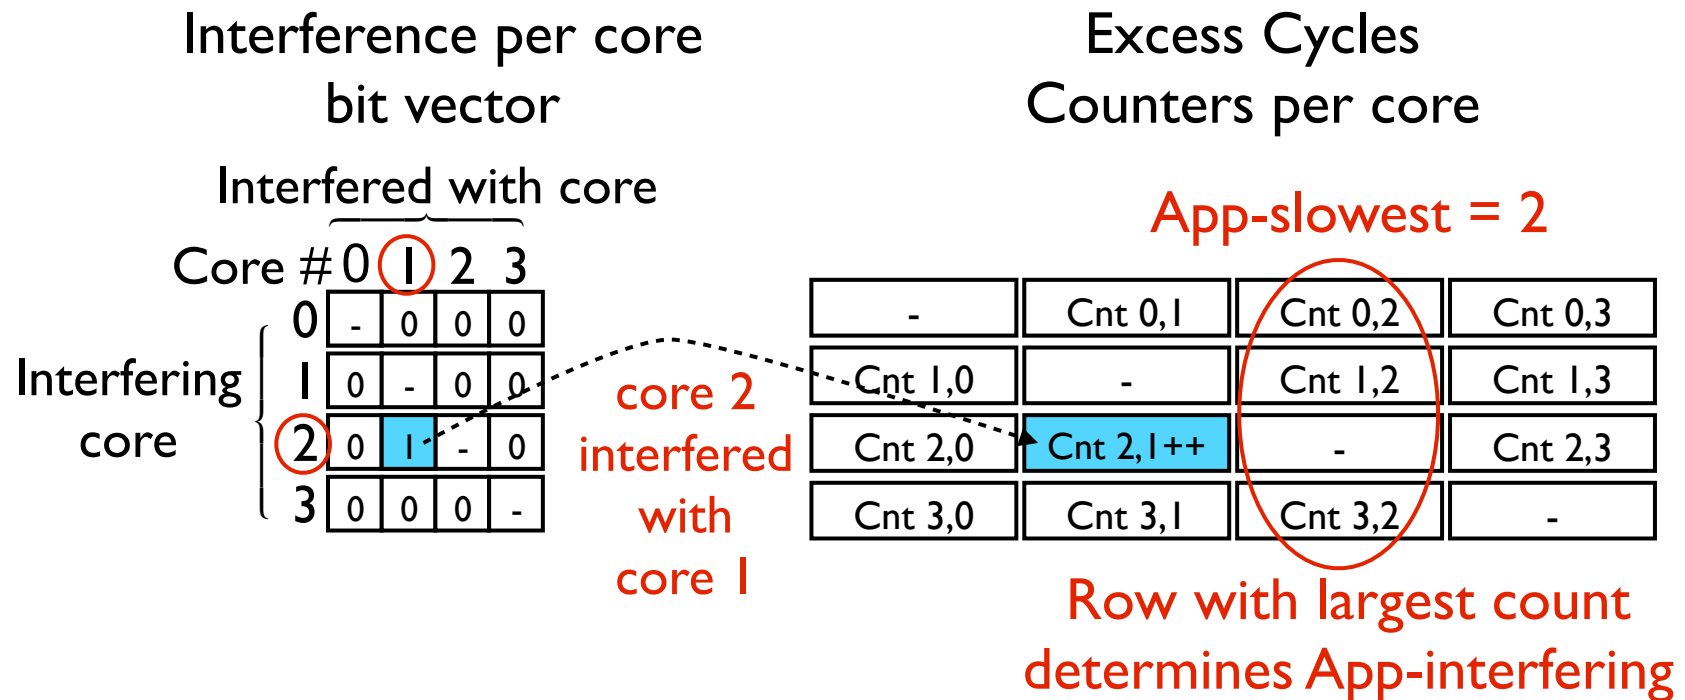 Interference per core
bit vector
Excess Cycles
Counters per core
Interfered with core
App-slowest = 2
Core # 0 1 2 3
0 - 0 0 0
1 0 - 0 0
2 0 1 - 0
3 0 0 0 -
Interfering
core
core 2
interfered
with
core 1
- Cnt 0,1 Cnt 0,2 Cnt 0,3
Cnt 1,0 - Cnt 1,2 Cnt 1,3
Cnt 2,0 Cnt 2,1++ - Cnt 2,3
Cnt 3,0 Cnt 3,1 Cnt 3,2 -
Row with largest count
determines App-interfering